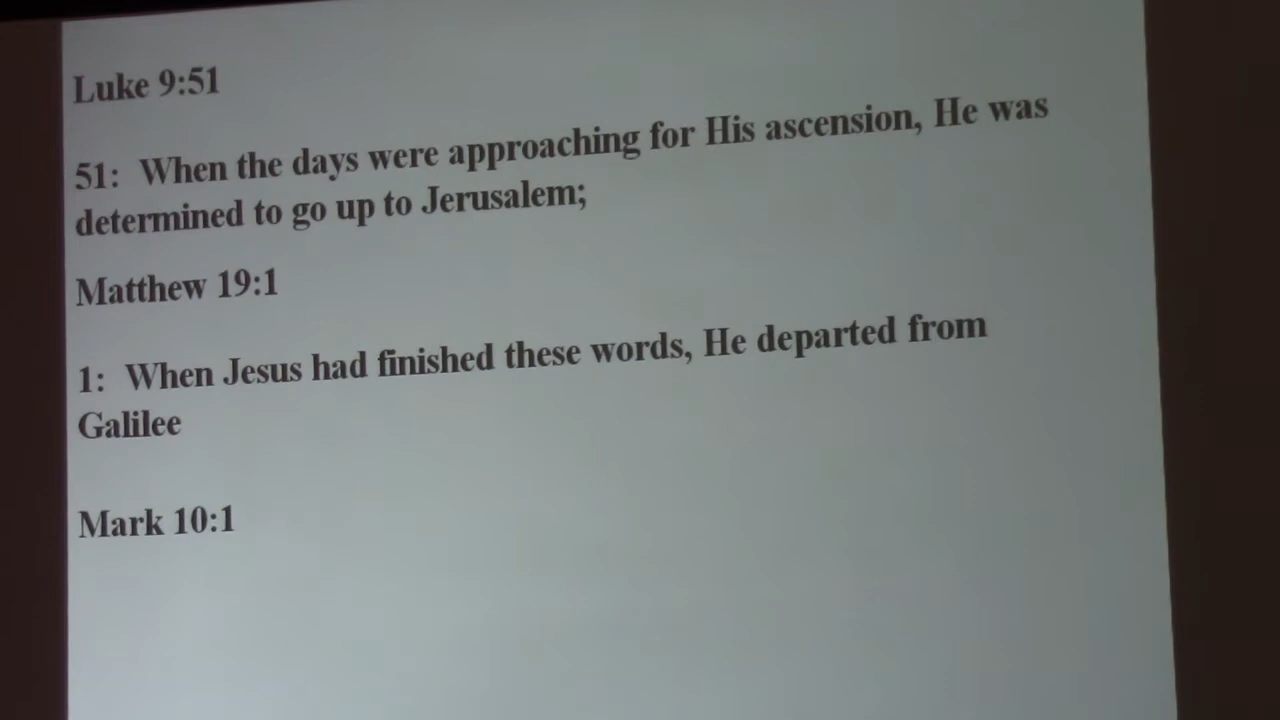 Luke 9:51
51: When the days were approaching for His ascension, He was
determined to go up to Jerusalem;
Matthew 19:1
1: When Jesus had finished these words, He departed from
Galilee
Mark 10:1